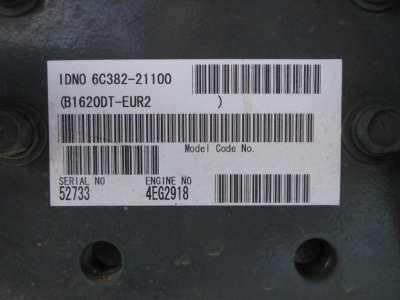 IDNO 6C382-21100
(B1620DT-EUR2 )
Model Code No.
SERIAL NO ENGINE NO
52733 4EG2918